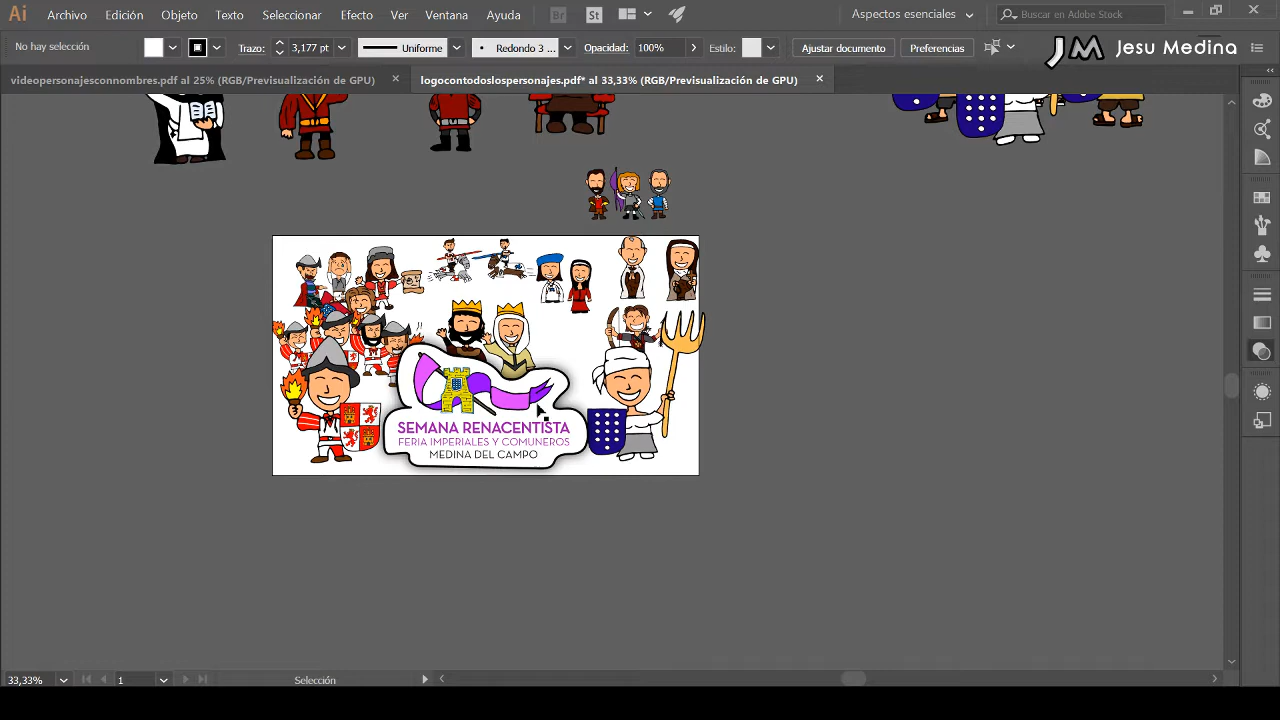 Ai Archivo Edición Objeto Texto Seleccionar Efecto Ver Ventana Ayuda Br St Aspectos esenciales Buscar en Adobe Stock
No hay selección Trazo: 3,177 pt Uniforme Redondo 3 ... Opacidad: 100% Estilo: Ajustar documento Preferencias JM Jesu Medina
videopersonajesconnombres.pdf al 25% (RGB/Previsualización de GPU) × logocontodoslospersonajes.pdf* al 33,33% (RGB/Previsualización de GPU) ×
SEMANA RENACENTISTA
FERIA IMPERIALES Y COMUNEROS
MEDINA DEL CAMPO
33,33% 1 Selección